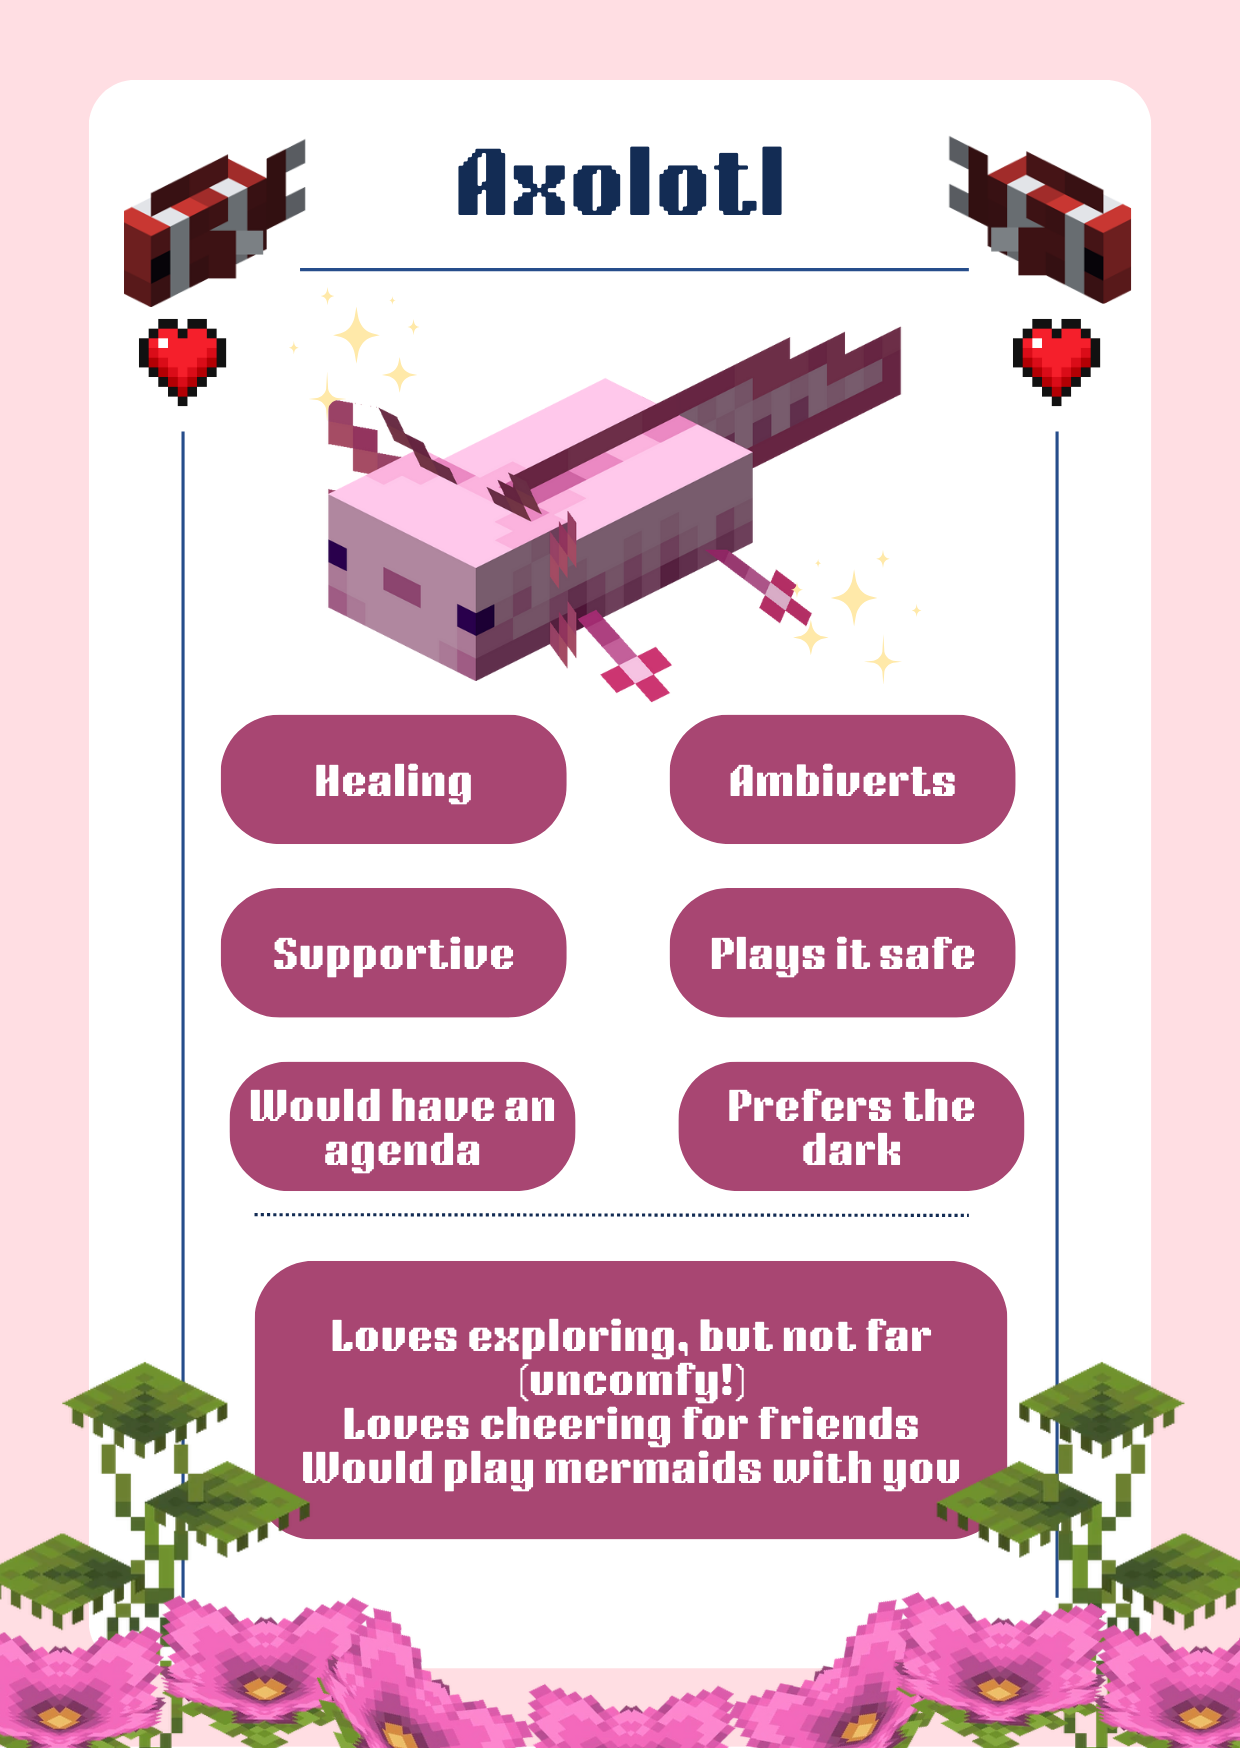 Axolotl
Healing
Ambiverts
Supportive
Plays it safe
Would have an
agenda
Prefers the
dark
Loves exploring, but not far
(uncomfy!)
Loves cheering for friends
Would play mermaids with you